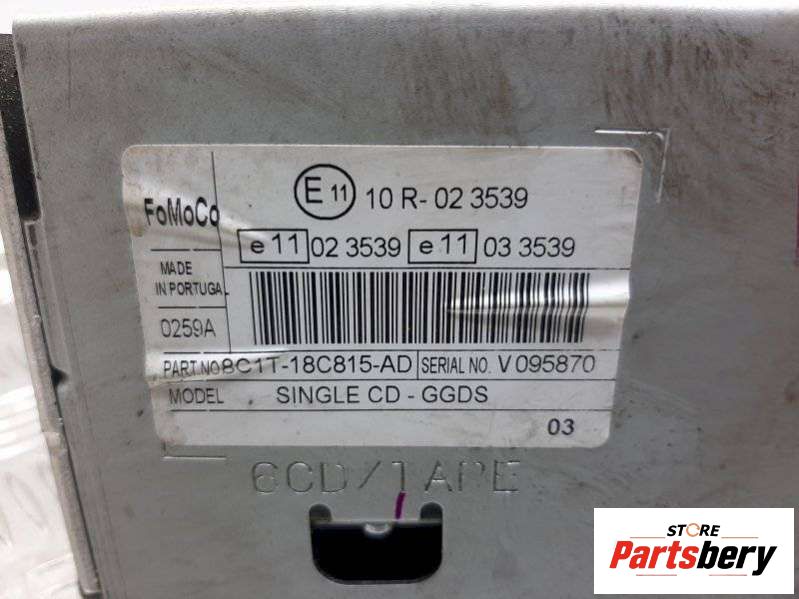 E 11 10 R- 02 3539
FoMoCo
e 11 02 3539 e 11 03 3539
MADE
IN PORTUGAL
0259A
PART.NO 8C1T-18C815-AD SERIAL NO. V 095870
MODEL SINGLE CD - GGDS
03
6CD/1APE
STORE
Partsbery